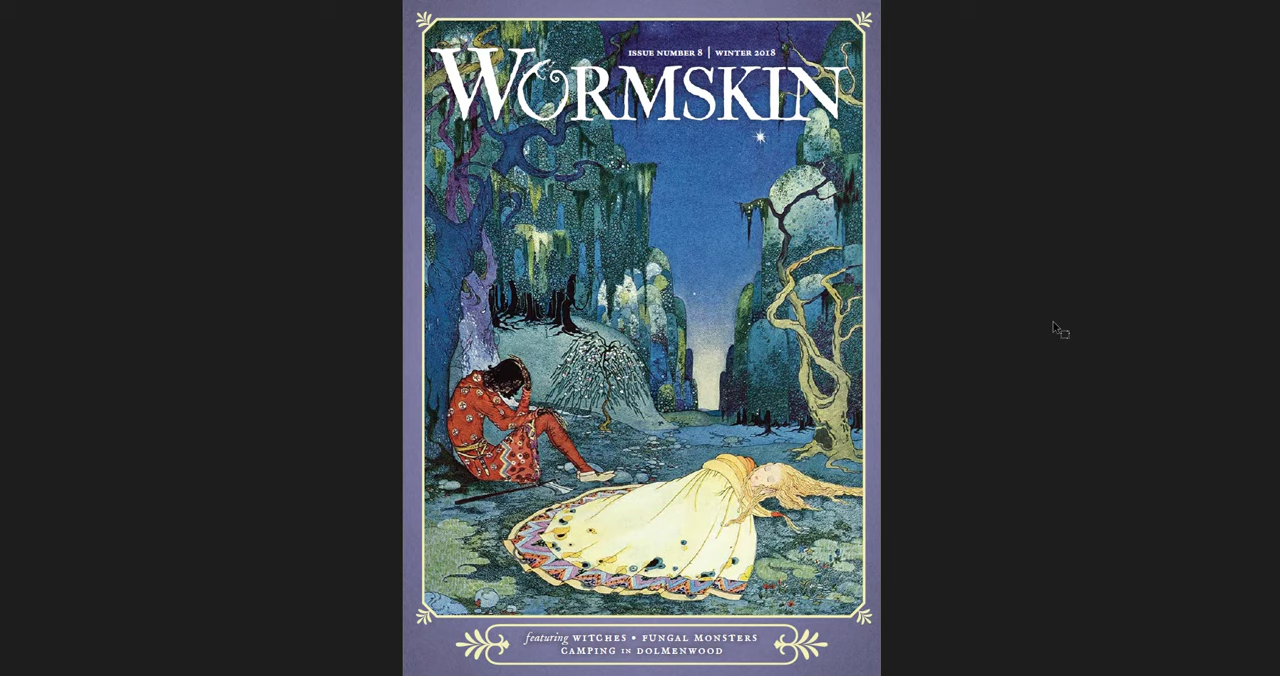 ISSUE NUMBER 8 | WINTER 2018
WORMSKIN
featuring WITCHES • FUNGAL MONSTERS
CAMPING IN DOLMENWOOD